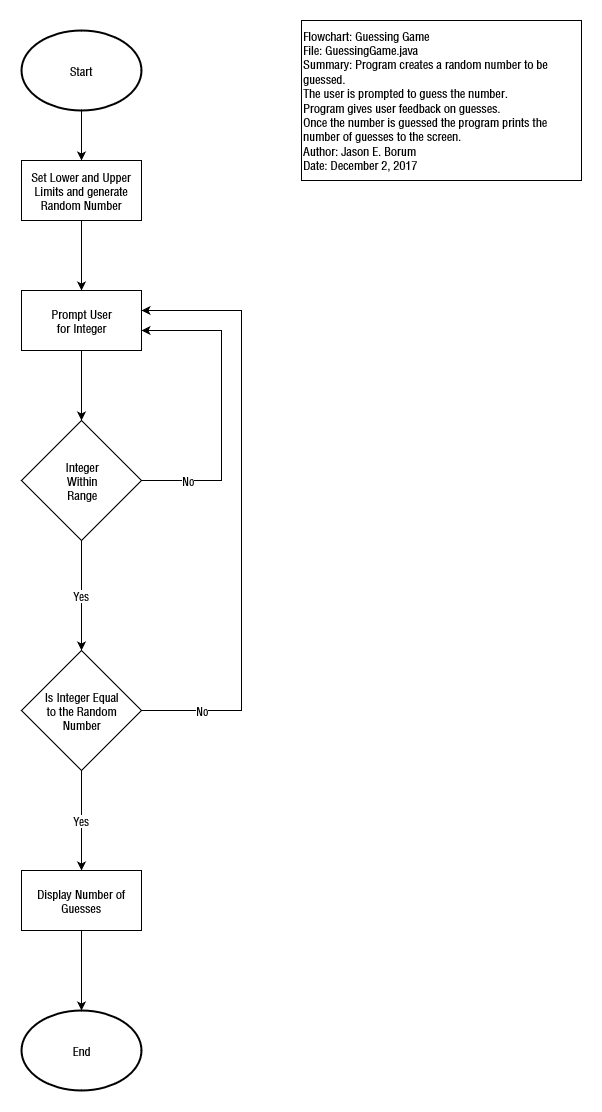 Start
Flowchart: Guessing Game
File: GuessingGame.java
Summary: Program creates a random number to be
guessed.
The user is prompted to guess the number.
Program gives user feedback on guesses.
Once the number is guessed the program prints the
number of guesses to the screen.
Author: Jason E. Borum
Date: December 2, 2017
Set Lower and Upper
Limits and generate
Random Number
Prompt User
for Integer
Integer
Within
Range
No
Yes
Is Integer Equal
to the Random
Number
No
Yes
Display Number of
Guesses
End